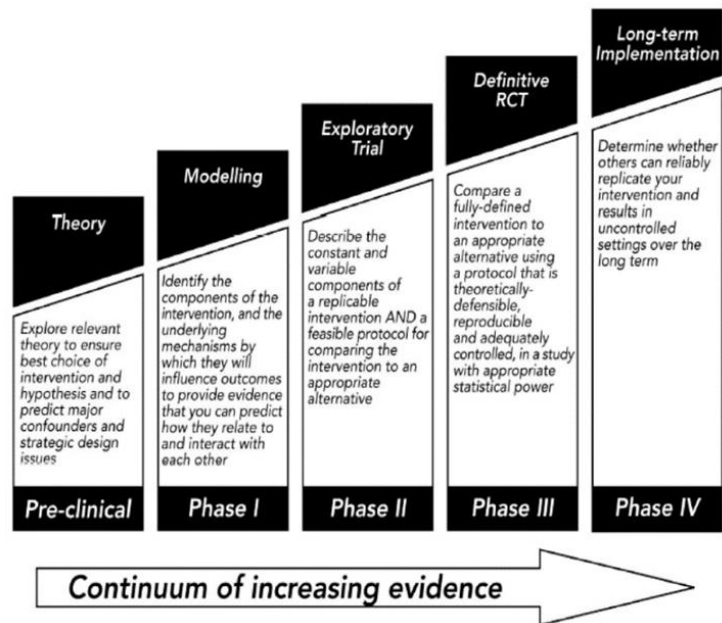 Theory
Explore relevant
theory to ensure
best choice of
intervention and
hypothesis and to
predict major
confounders and
strategic design
issues
Pre-clinical
Modelling
Identify the
components of the
intervention, and the
underlying
mechanisms by
which they will
influence outcomes
to provide evidence
that you can predict
how they relate to
and interact with
each other
Phase I
Exploratory
Trial
Describe the
constant and
variable
components of
a replicable
intervention AND a
feasible protocol for
comparing the
intervention to an
appropriate
alternative
Phase II
Definitive
RCT
Compare a
fully-defined
intervention to
an appropriate
alternative using
a protocol that is
theoretically-
defensible,
reproducible
and adequately
controlled, in a study
with appropriate
statistical power
Phase III
Long-term
Implementation
Determine whether
others can reliably
replicate your
intervention and
results in
uncontrolled
settings over the
long term
Phase IV
Continuum of increasing evidence